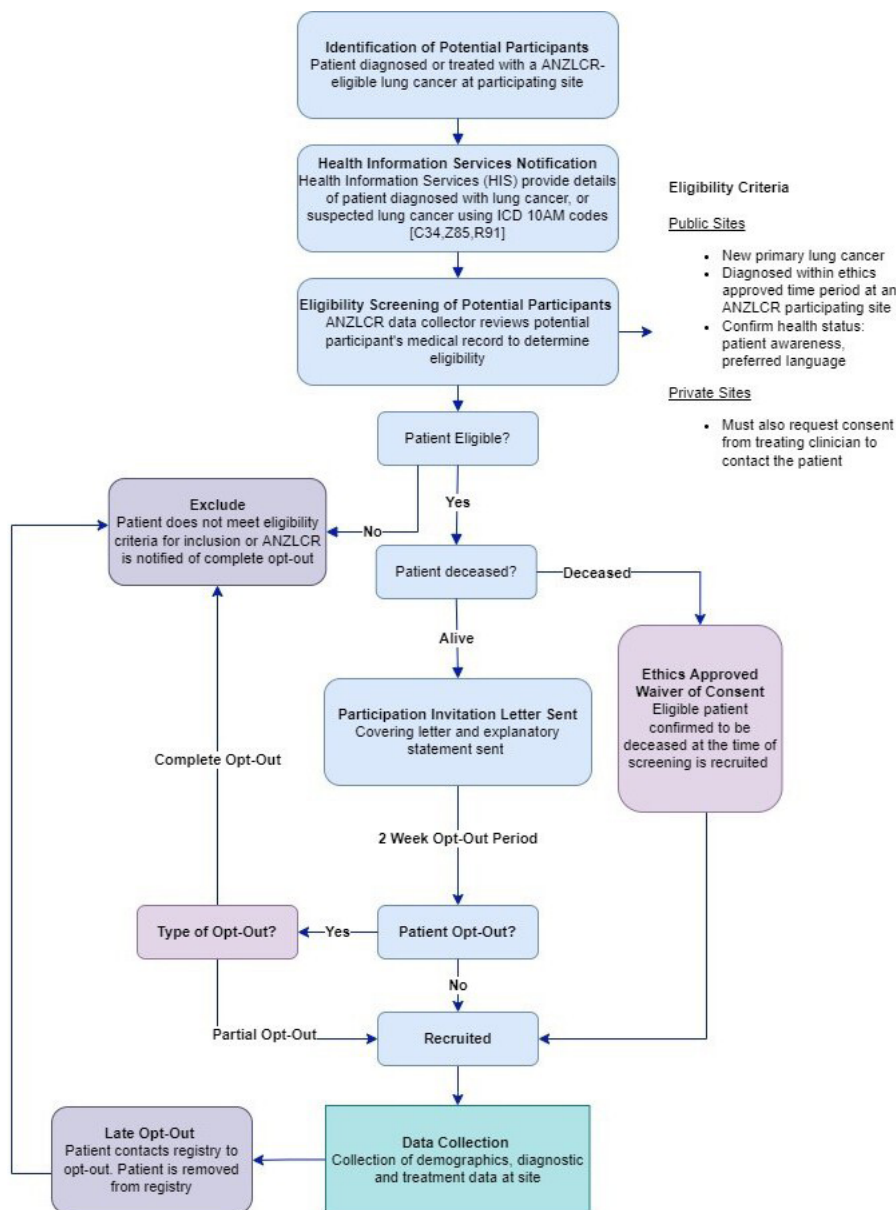 Identification of Potential Participants
Patient diagnosed or treated with a ANZLCR-
eligible lung cancer at participating site
Health Information Services Notification
Health Information Services (HIS) provide details
of patient diagnosed with lung cancer, or
suspected lung cancer using ICD 10AM codes
[C34,Z85,R91]
Eligibility Screening of Potential Participants
ANZLCR data collector reviews potential
participant's medical record to determine
eligibility
Eligibility Criteria
Public Sites
• New primary lung cancer
• Diagnosed within ethics
approved time period at an
ANZLCR participating site
• Confirm health status:
patient awareness,
preferred language
Private Sites
• Must also request consent
from treating clinician to
contact the patient
Patient Eligible?
Yes
No
Exclude
Patient does not meet eligibility
criteria for inclusion or ANZLCR
is notified of complete opt-out
Patient deceased?
Deceased
Alive
Ethics Approved
Waiver of Consent
Eligible patient
confirmed to be
deceased at the time of
screening is recruited
Participation Invitation Letter Sent
Covering letter and explanatory
statement sent
Complete Opt-Out
2 Week Opt-Out Period
Type of Opt-Out?
Yes
Patient Opt-Out?
No
Partial Opt-Out
Recruited
Late Opt-Out
Patient contacts registry to
opt-out. Patient is removed
from registry
Data Collection
Collection of demographics, diagnostic
and treatment data at site